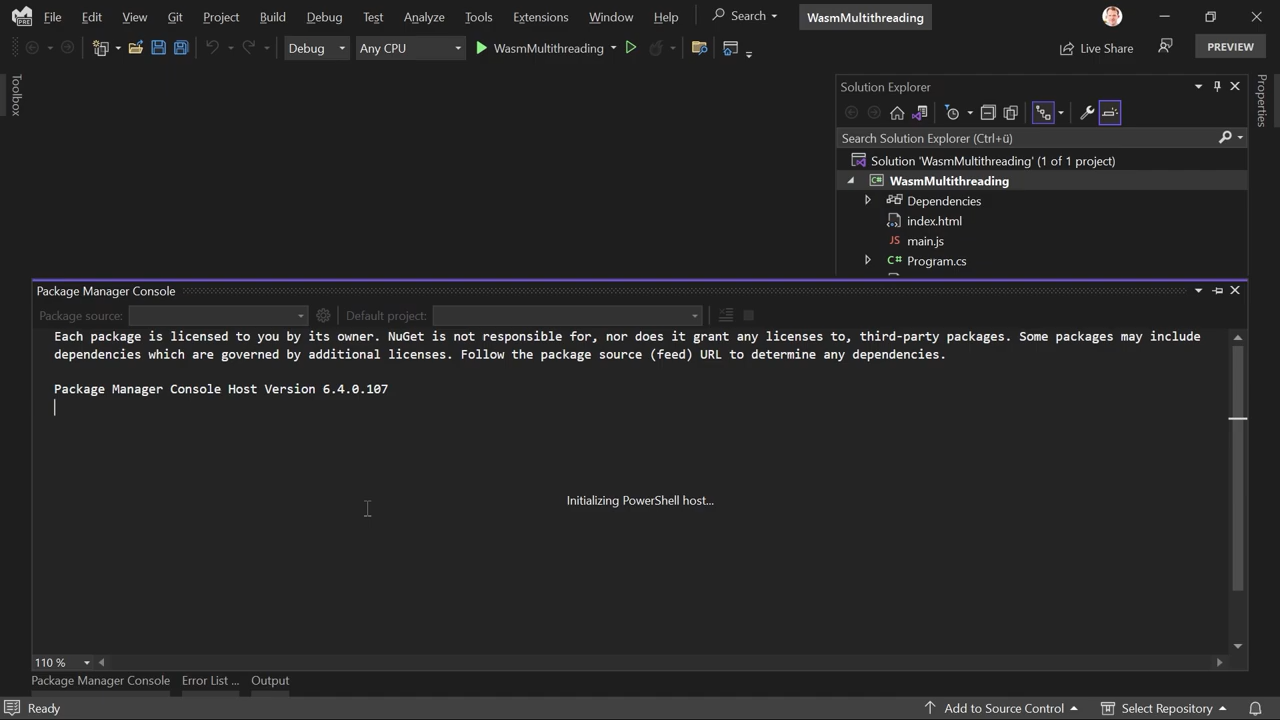 File Edit View Git Project Build Debug Test Analyze Tools Extensions Window Help Search WasmMultithreading
PRE
Debug Any CPU WasmMultithreading Live Share PREVIEW
Toolbox
Solution Explorer
Properties
Search Solution Explorer (Ctrl+ü)
Solution 'WasmMultithreading' (1 of 1 project)
C# WasmMultithreading
Dependencies
index.html
JS main.js
C# Program.cs
Package Manager Console
Package source: Default project:
Each package is licensed to you by its owner. NuGet is not responsible for, nor does it grant any licenses to, third-party packages. Some packages may include
dependencies which are governed by additional licenses. Follow the package source (feed) URL to determine any dependencies.
Package Manager Console Host Version 6.4.0.107
Initializing PowerShell host...
110 %
Package Manager Console Error List ... Output
Ready Add to Source Control Select Repository